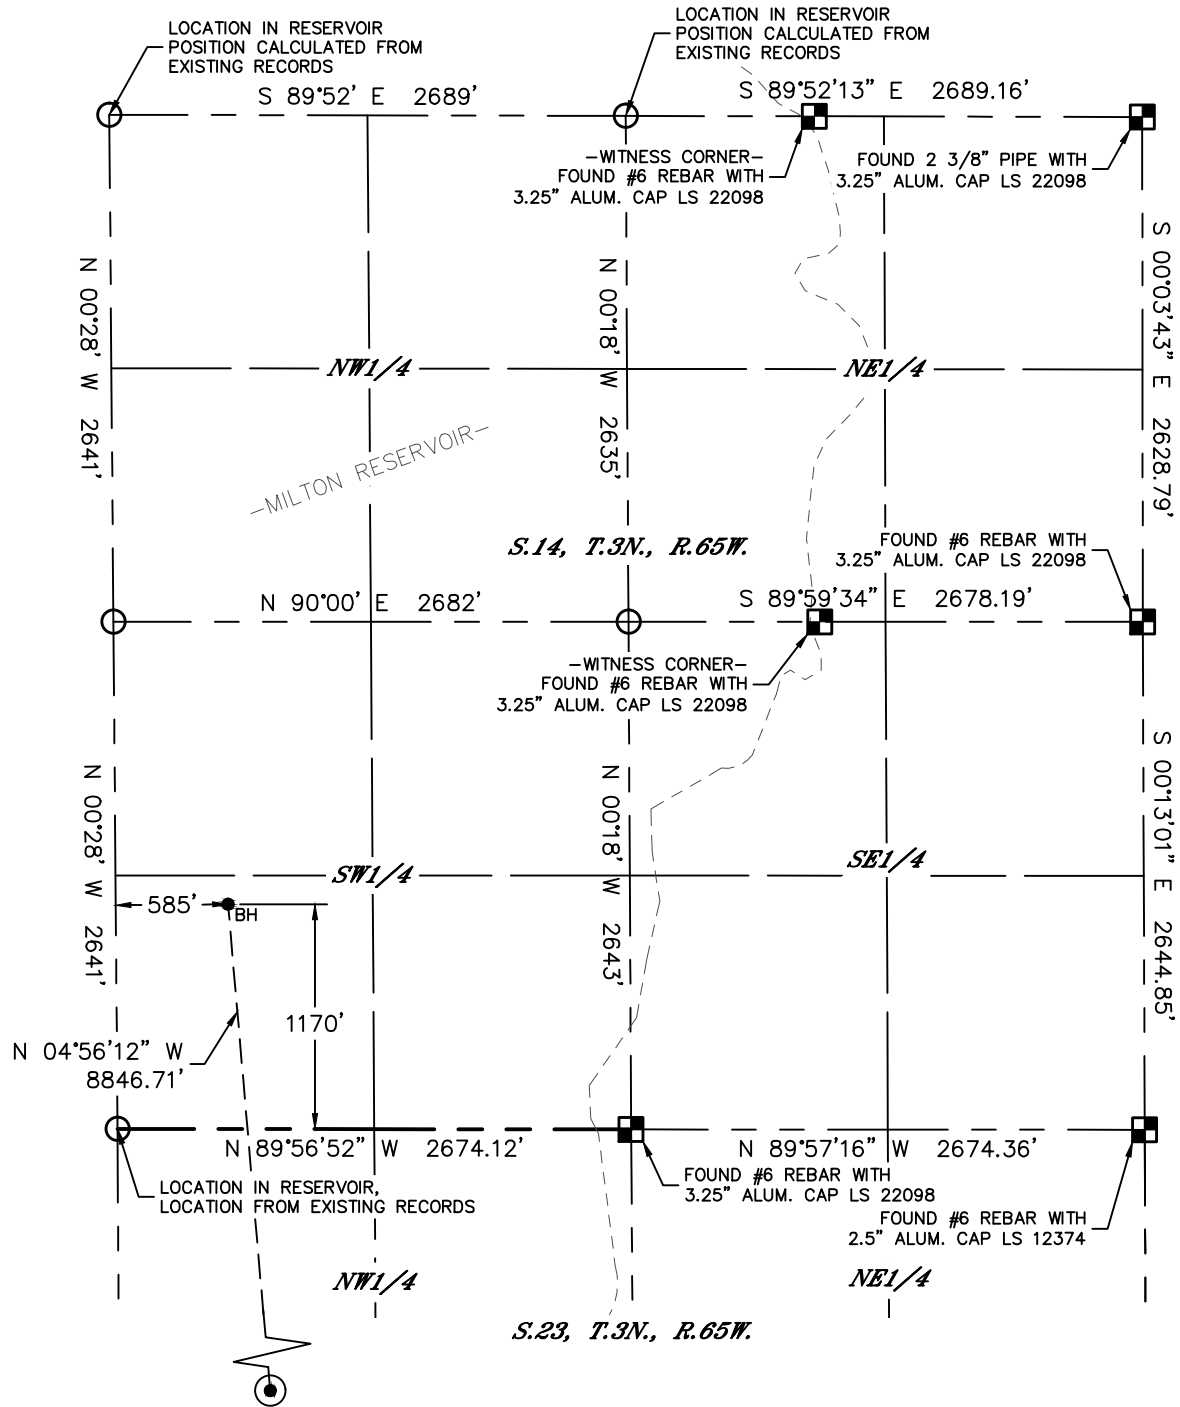 LOCATION IN RESERVOIR
POSITION CALCULATED FROM
EXISTING RECORDS
LOCATION IN RESERVOIR
POSITION CALCULATED FROM
EXISTING RECORDS
S 89°52' E 2689'
S 89°52'13" E 2689.16'
-WITNESS CORNER-
FOUND #6 REBAR WITH
3.25" ALUM. CAP LS 22098
FOUND 2 3/8" PIPE WITH
3.25" ALUM. CAP LS 22098
N 00°28' W 2641'
N 00°18' W 2635'
S 00°03'43" E 2628.79'
NW1/4
NE1/4
-MILTON RESERVOIR-
S.14, T.3N., R.65W.
FOUND #6 REBAR WITH
3.25" ALUM. CAP LS 22098
N 90°00' E 2682'
S 89°59'34" E 2678.19'
-WITNESS CORNER-
FOUND #6 REBAR WITH
3.25" ALUM. CAP LS 22098
N 00°28' W 2641'
N 00°18' W 2643'
S 00°13'01" E 2644.85'
SW1/4
SE1/4
585'
BH
1170'
N 04°56'12" W
8846.71'
N 89°56'52" W 2674.12'
N 89°57'16" W 2674.36'
LOCATION IN RESERVOIR,
LOCATION FROM EXISTING RECORDS
FOUND #6 REBAR WITH
3.25" ALUM. CAP LS 22098
FOUND #6 REBAR WITH
2.5" ALUM. CAP LS 12374
NW1/4
NE1/4
S.23, T.3N., R.65W.